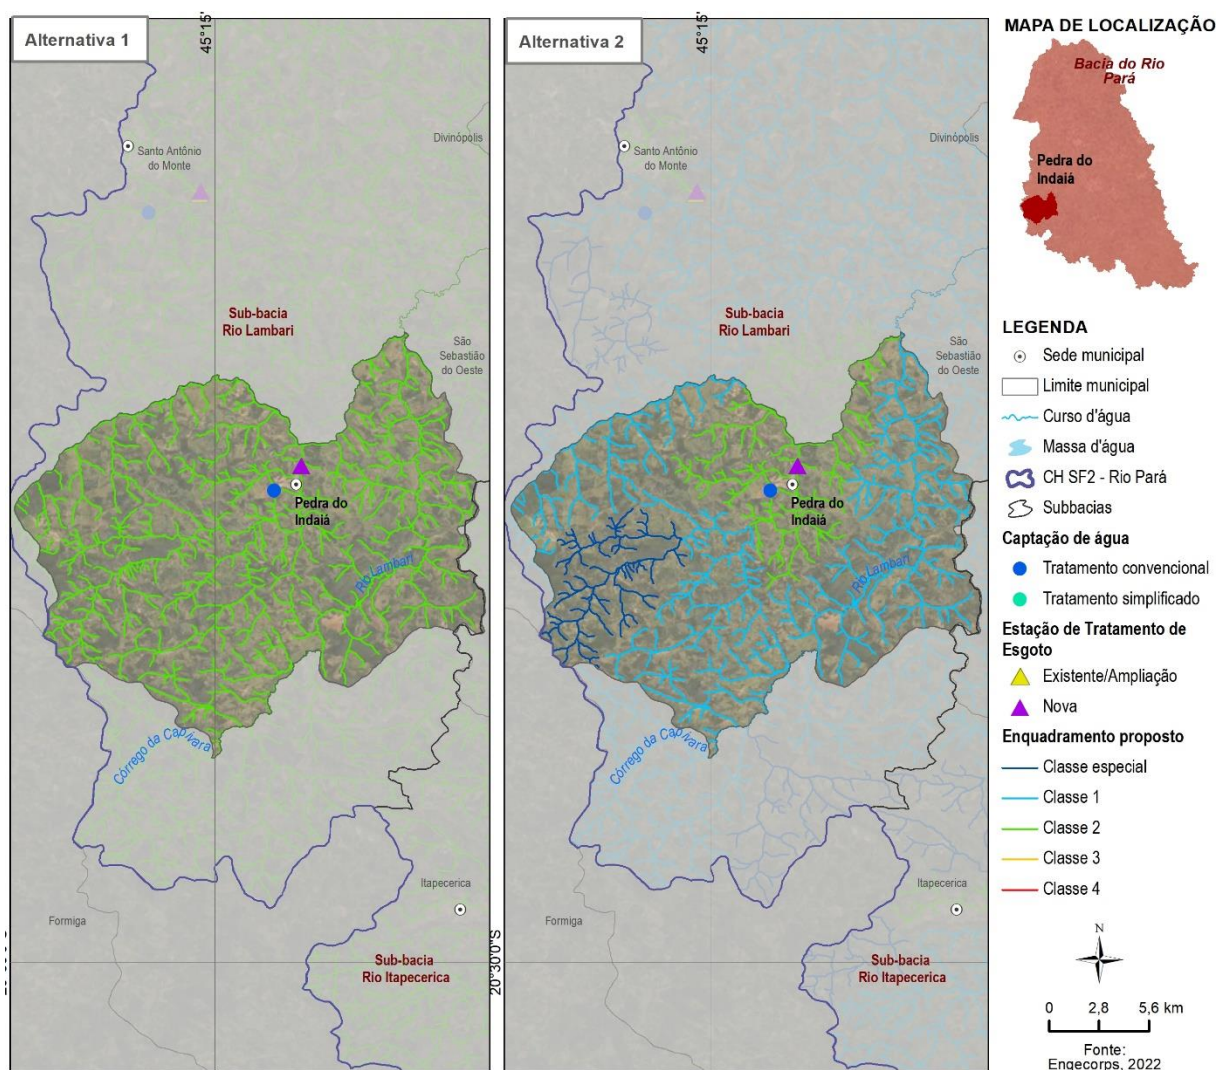 Alternativa 1
45°15'
Santo Antônio
do Monte
Divinópolis
Sub-bacia
Rio Lambari
São
Sebastião
do Oeste
Pedra do
Indaiá
Rio Lambari
Córrego da Capivara
Itapecerica
Formiga
Sub-bacia
Rio Itapecerica
Alternativa 2
45°15'
Santo Antônio
do Monte
Divinópolis
Sub-bacia
Rio Lambari
São
Sebastião
do Oeste
Pedra do
Indaiá
Rio Lambari
Córrego da Capivara
Itapecerica
Formiga
Sub-bacia
Rio Itapecerica
20°30'0"S
MAPA DE LOCALIZAÇÃO
Bacia do Rio
Pará
Pedra do
Indaiá
LEGENDA
Sede municipal
Limite municipal
Curso d'água
Massa d'água
CH SF2 - Rio Pará
Subbacias
Captação de água
Tratamento convencional
Tratamento simplificado
Estação de Tratamento de
Esgoto
Existente/Ampliação
Nova
Enquadramento proposto
Classe especial
Classe 1
Classe 2
Classe 3
Classe 4
N
0 2,8 5,6 km
Fonte:
Engecorps, 2022